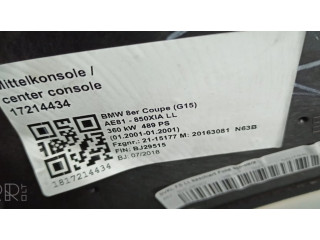 Mittelkonsole /
center console
17214434
BMW 8er Coupe (G15)
AE81 - 850XIA LL
360 kW 489 PS
(01.2001-01.2001)
Fzgnr.: 21-15177 M: 20163081 N63B
FIN: BJ29515
BJ: 07/2018
1817214434